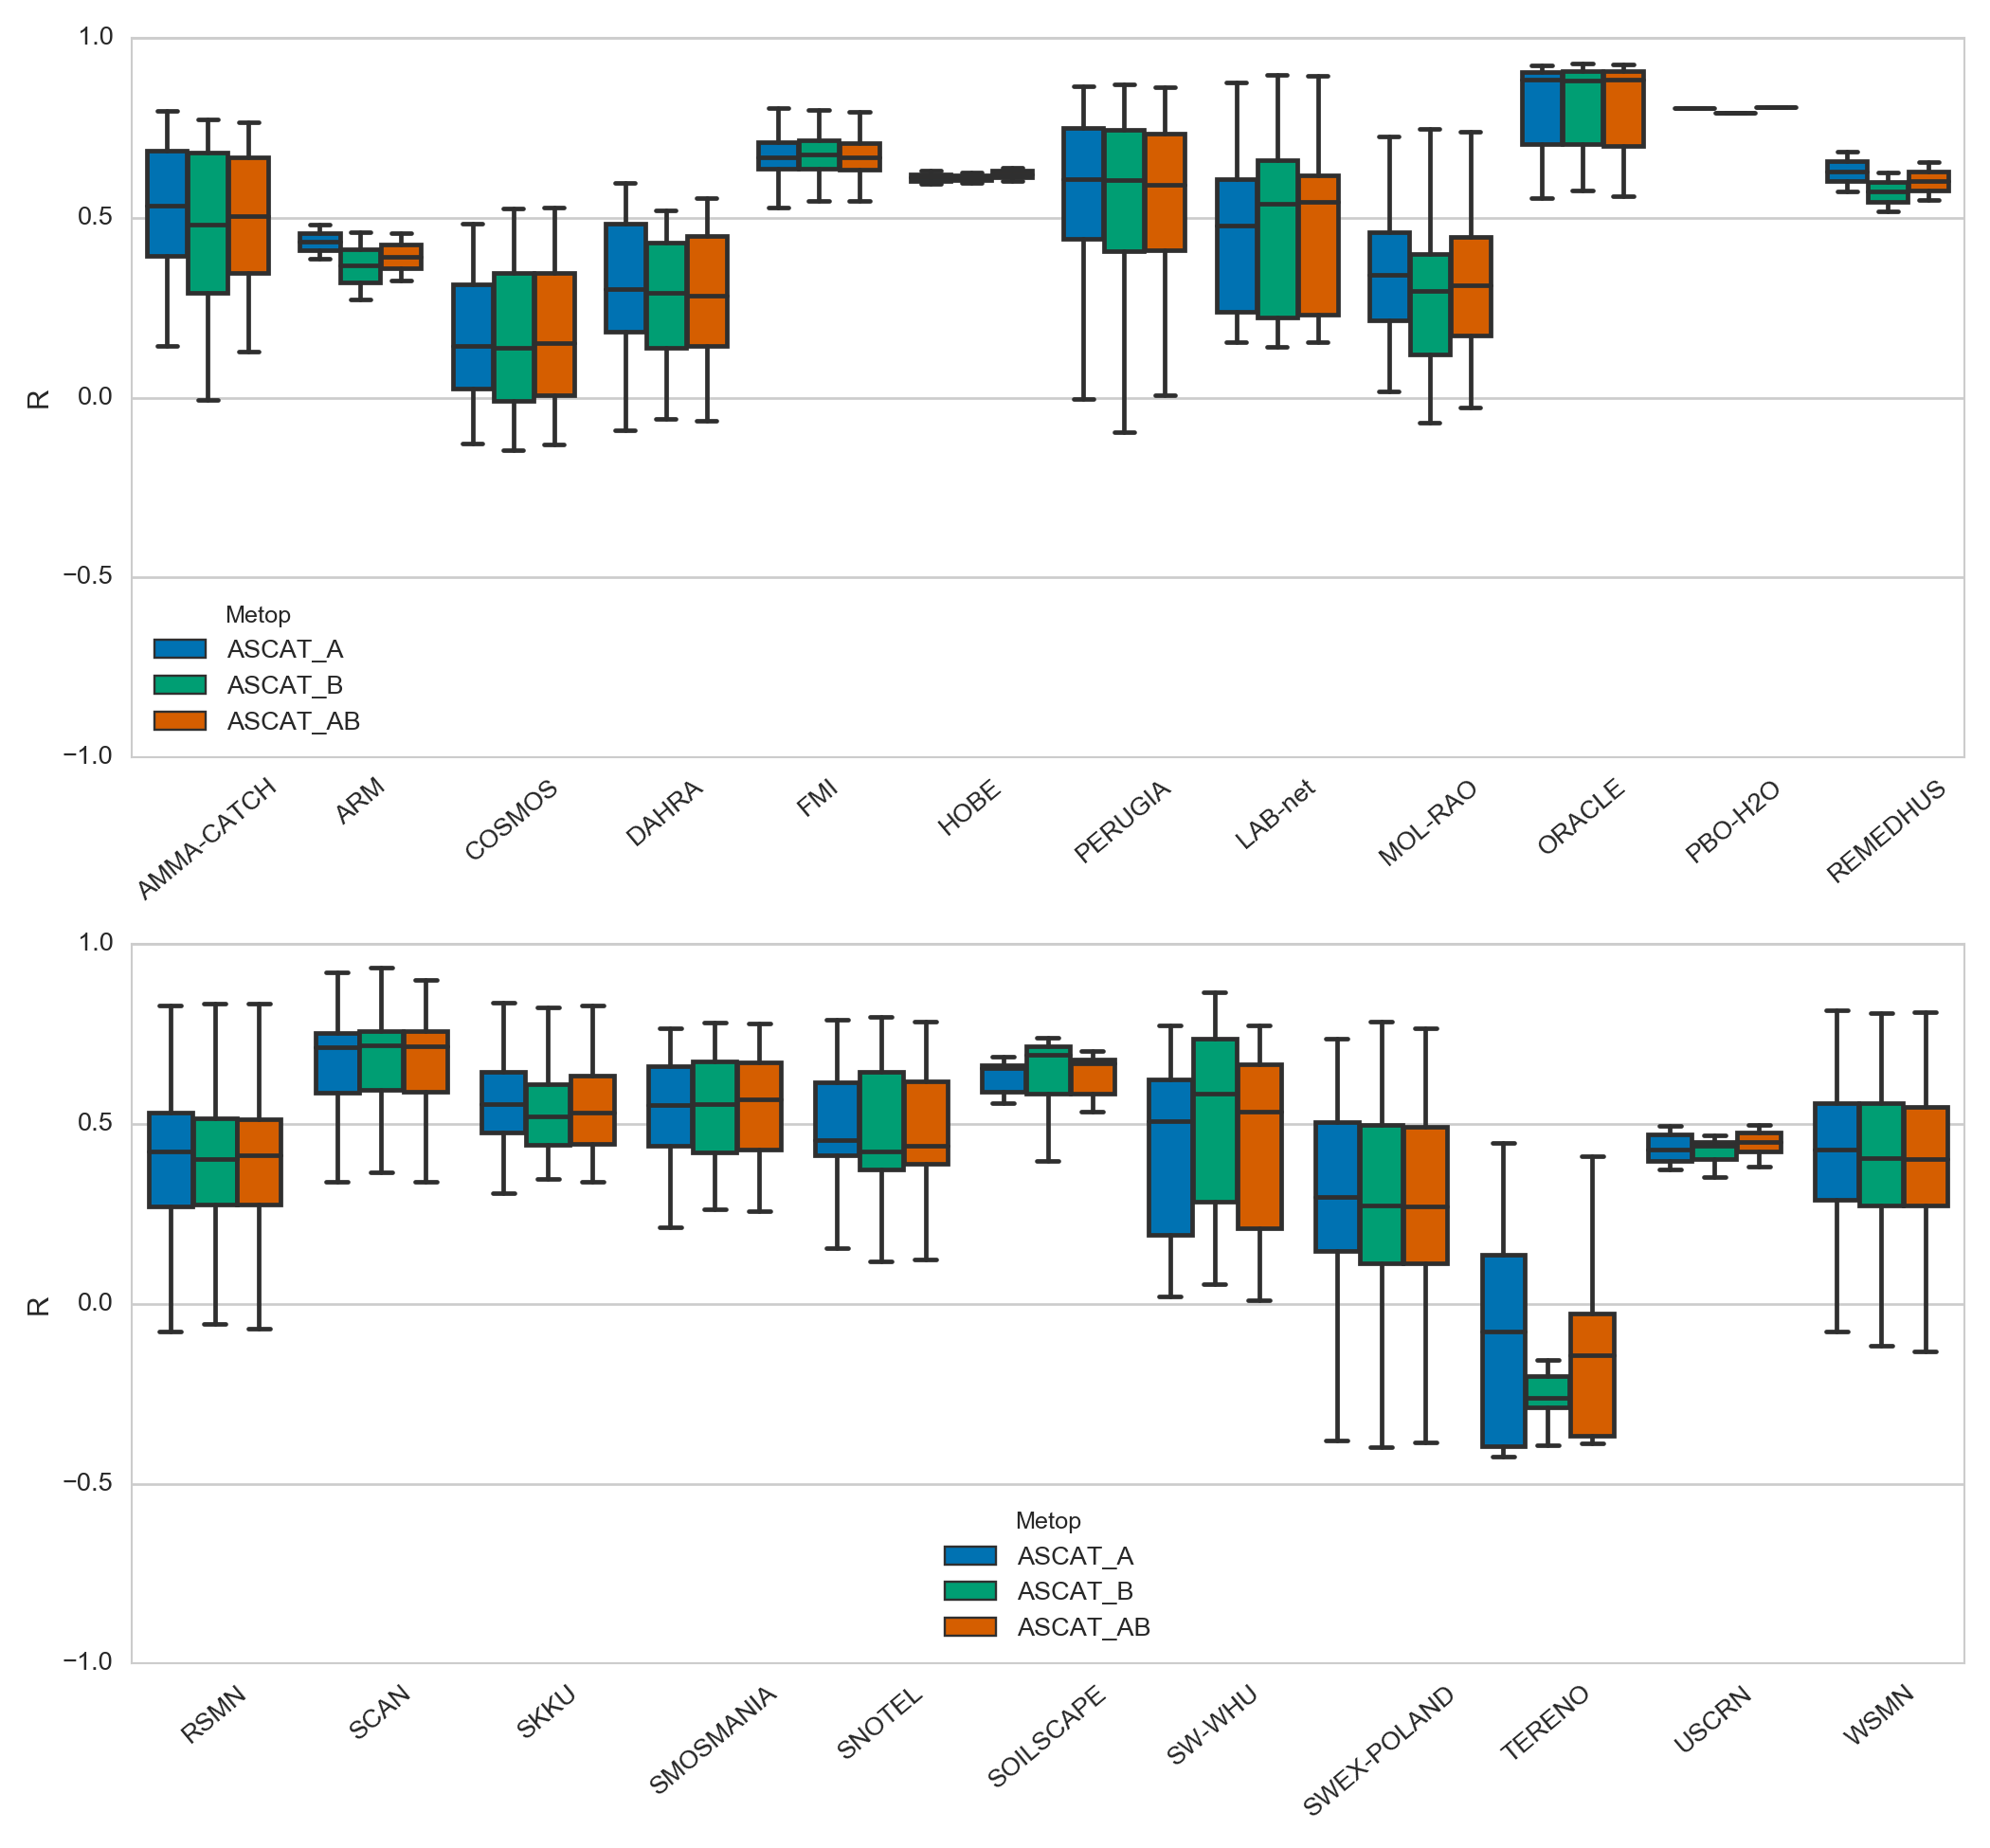 1.0
0.5
0.0
−0.5
−1.0
R
Metop
ASCAT_A
ASCAT_B
ASCAT_AB
AMMA-CATCH
ARM
COSMOS
DAHRA
FMI
HOBE
PERUGIA
LAB-net
MOL-RAO
ORACLE
PBO-H2O
REMEDHUS
1.0
0.5
0.0
−0.5
−1.0
R
Metop
ASCAT_A
ASCAT_B
ASCAT_AB
RSMN
SCAN
SKKU
SMOSMANIA
SNOTEL
SOILSCAPE
SW-WHU
SWEX-POLAND
TERENO
USCRN
WSMN